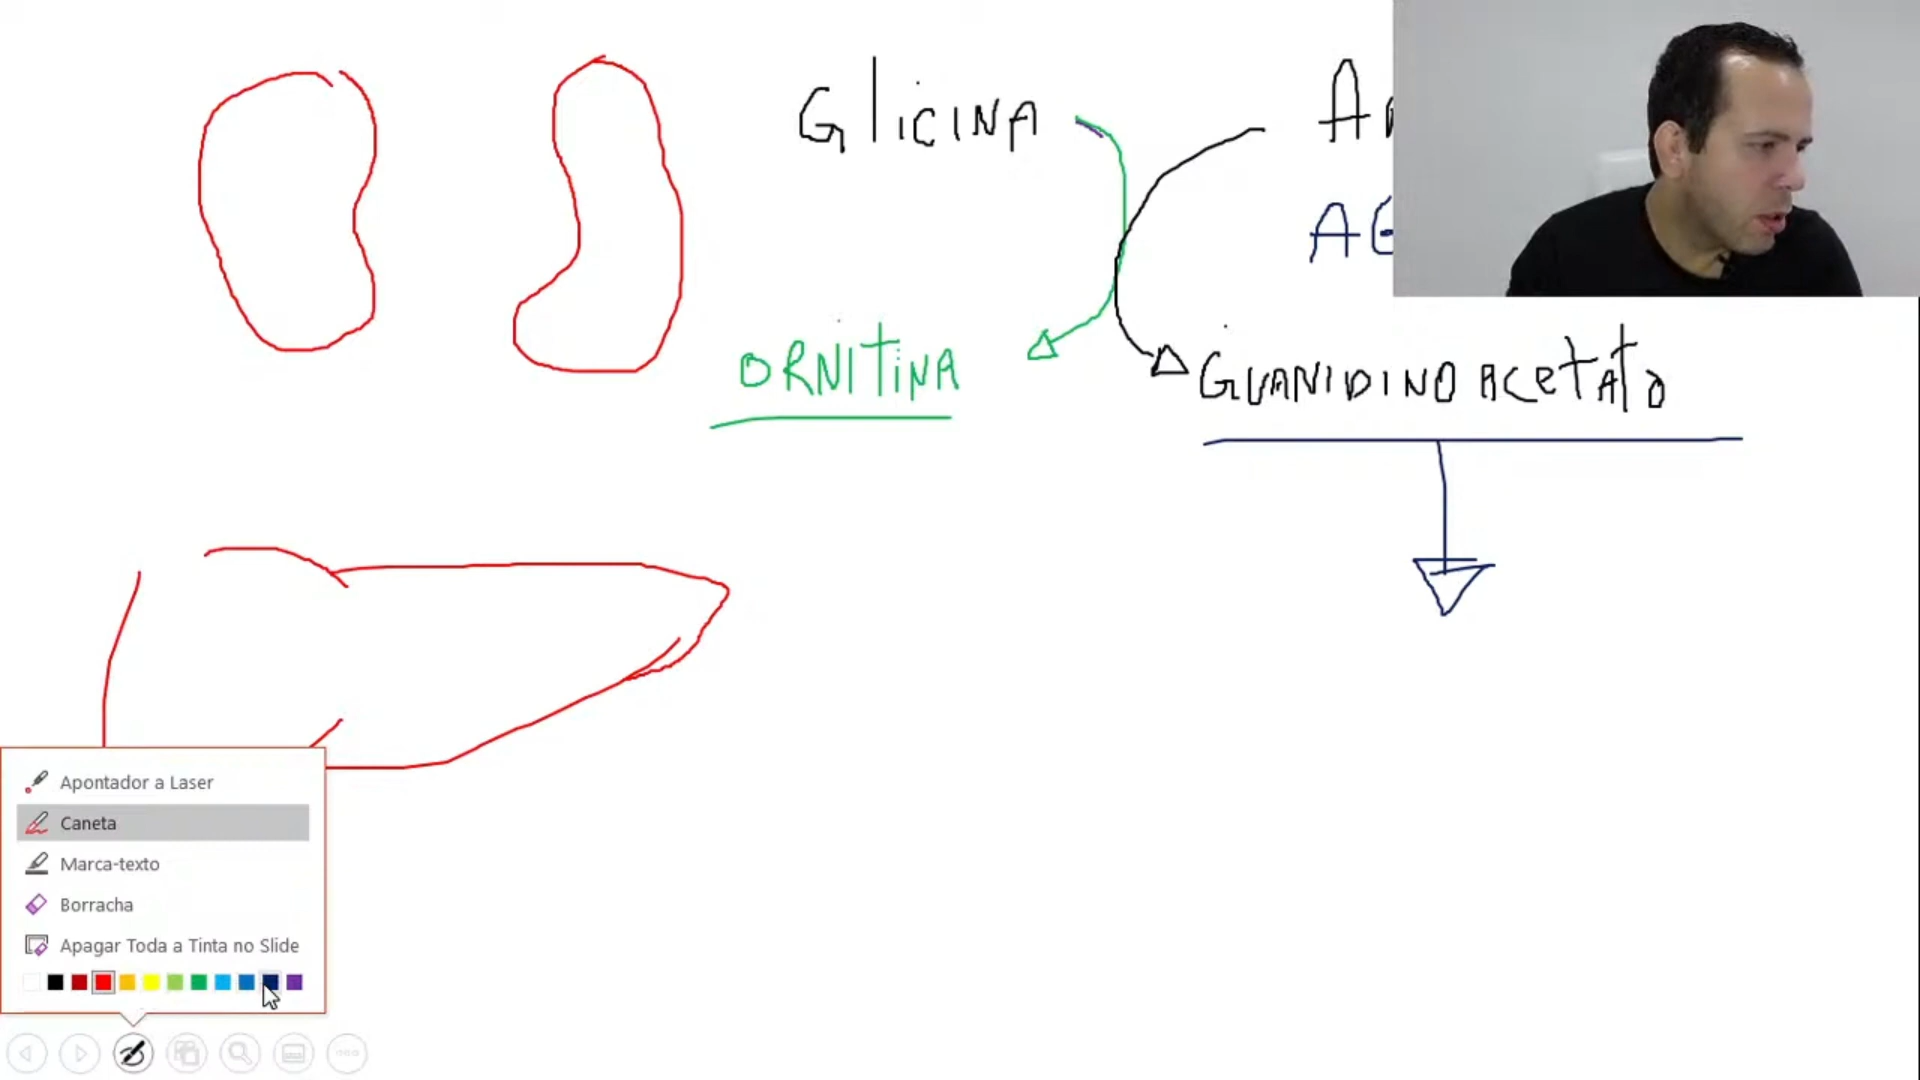 Glicina
ORNITINA
GUANIDINO Acetato
Apontador a Laser
Caneta
Marca-texto
Borracha
Apagar Toda a Tinta no Slide